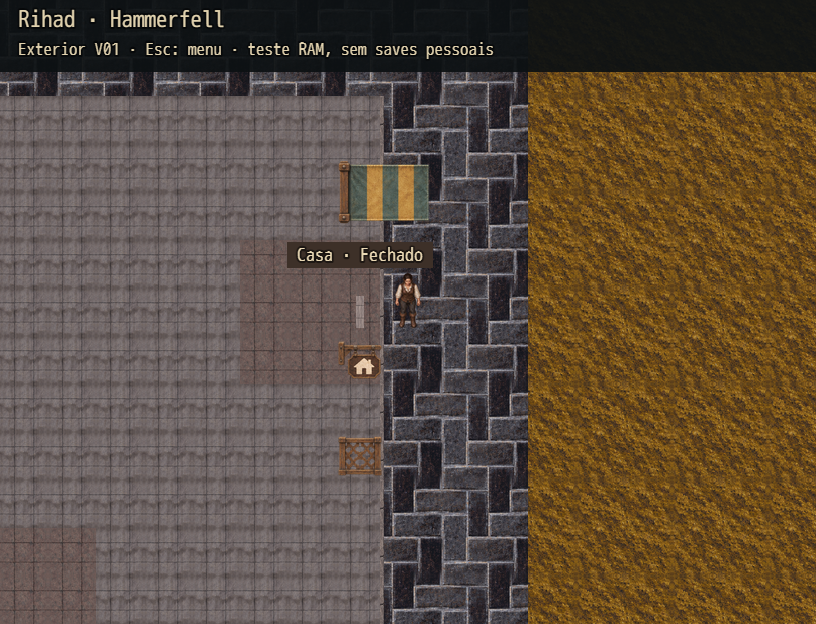 Rihad · Hammerfell
Exterior V01 · Esc: menu · teste RAM, sem saves pessoais
Casa · Fechado